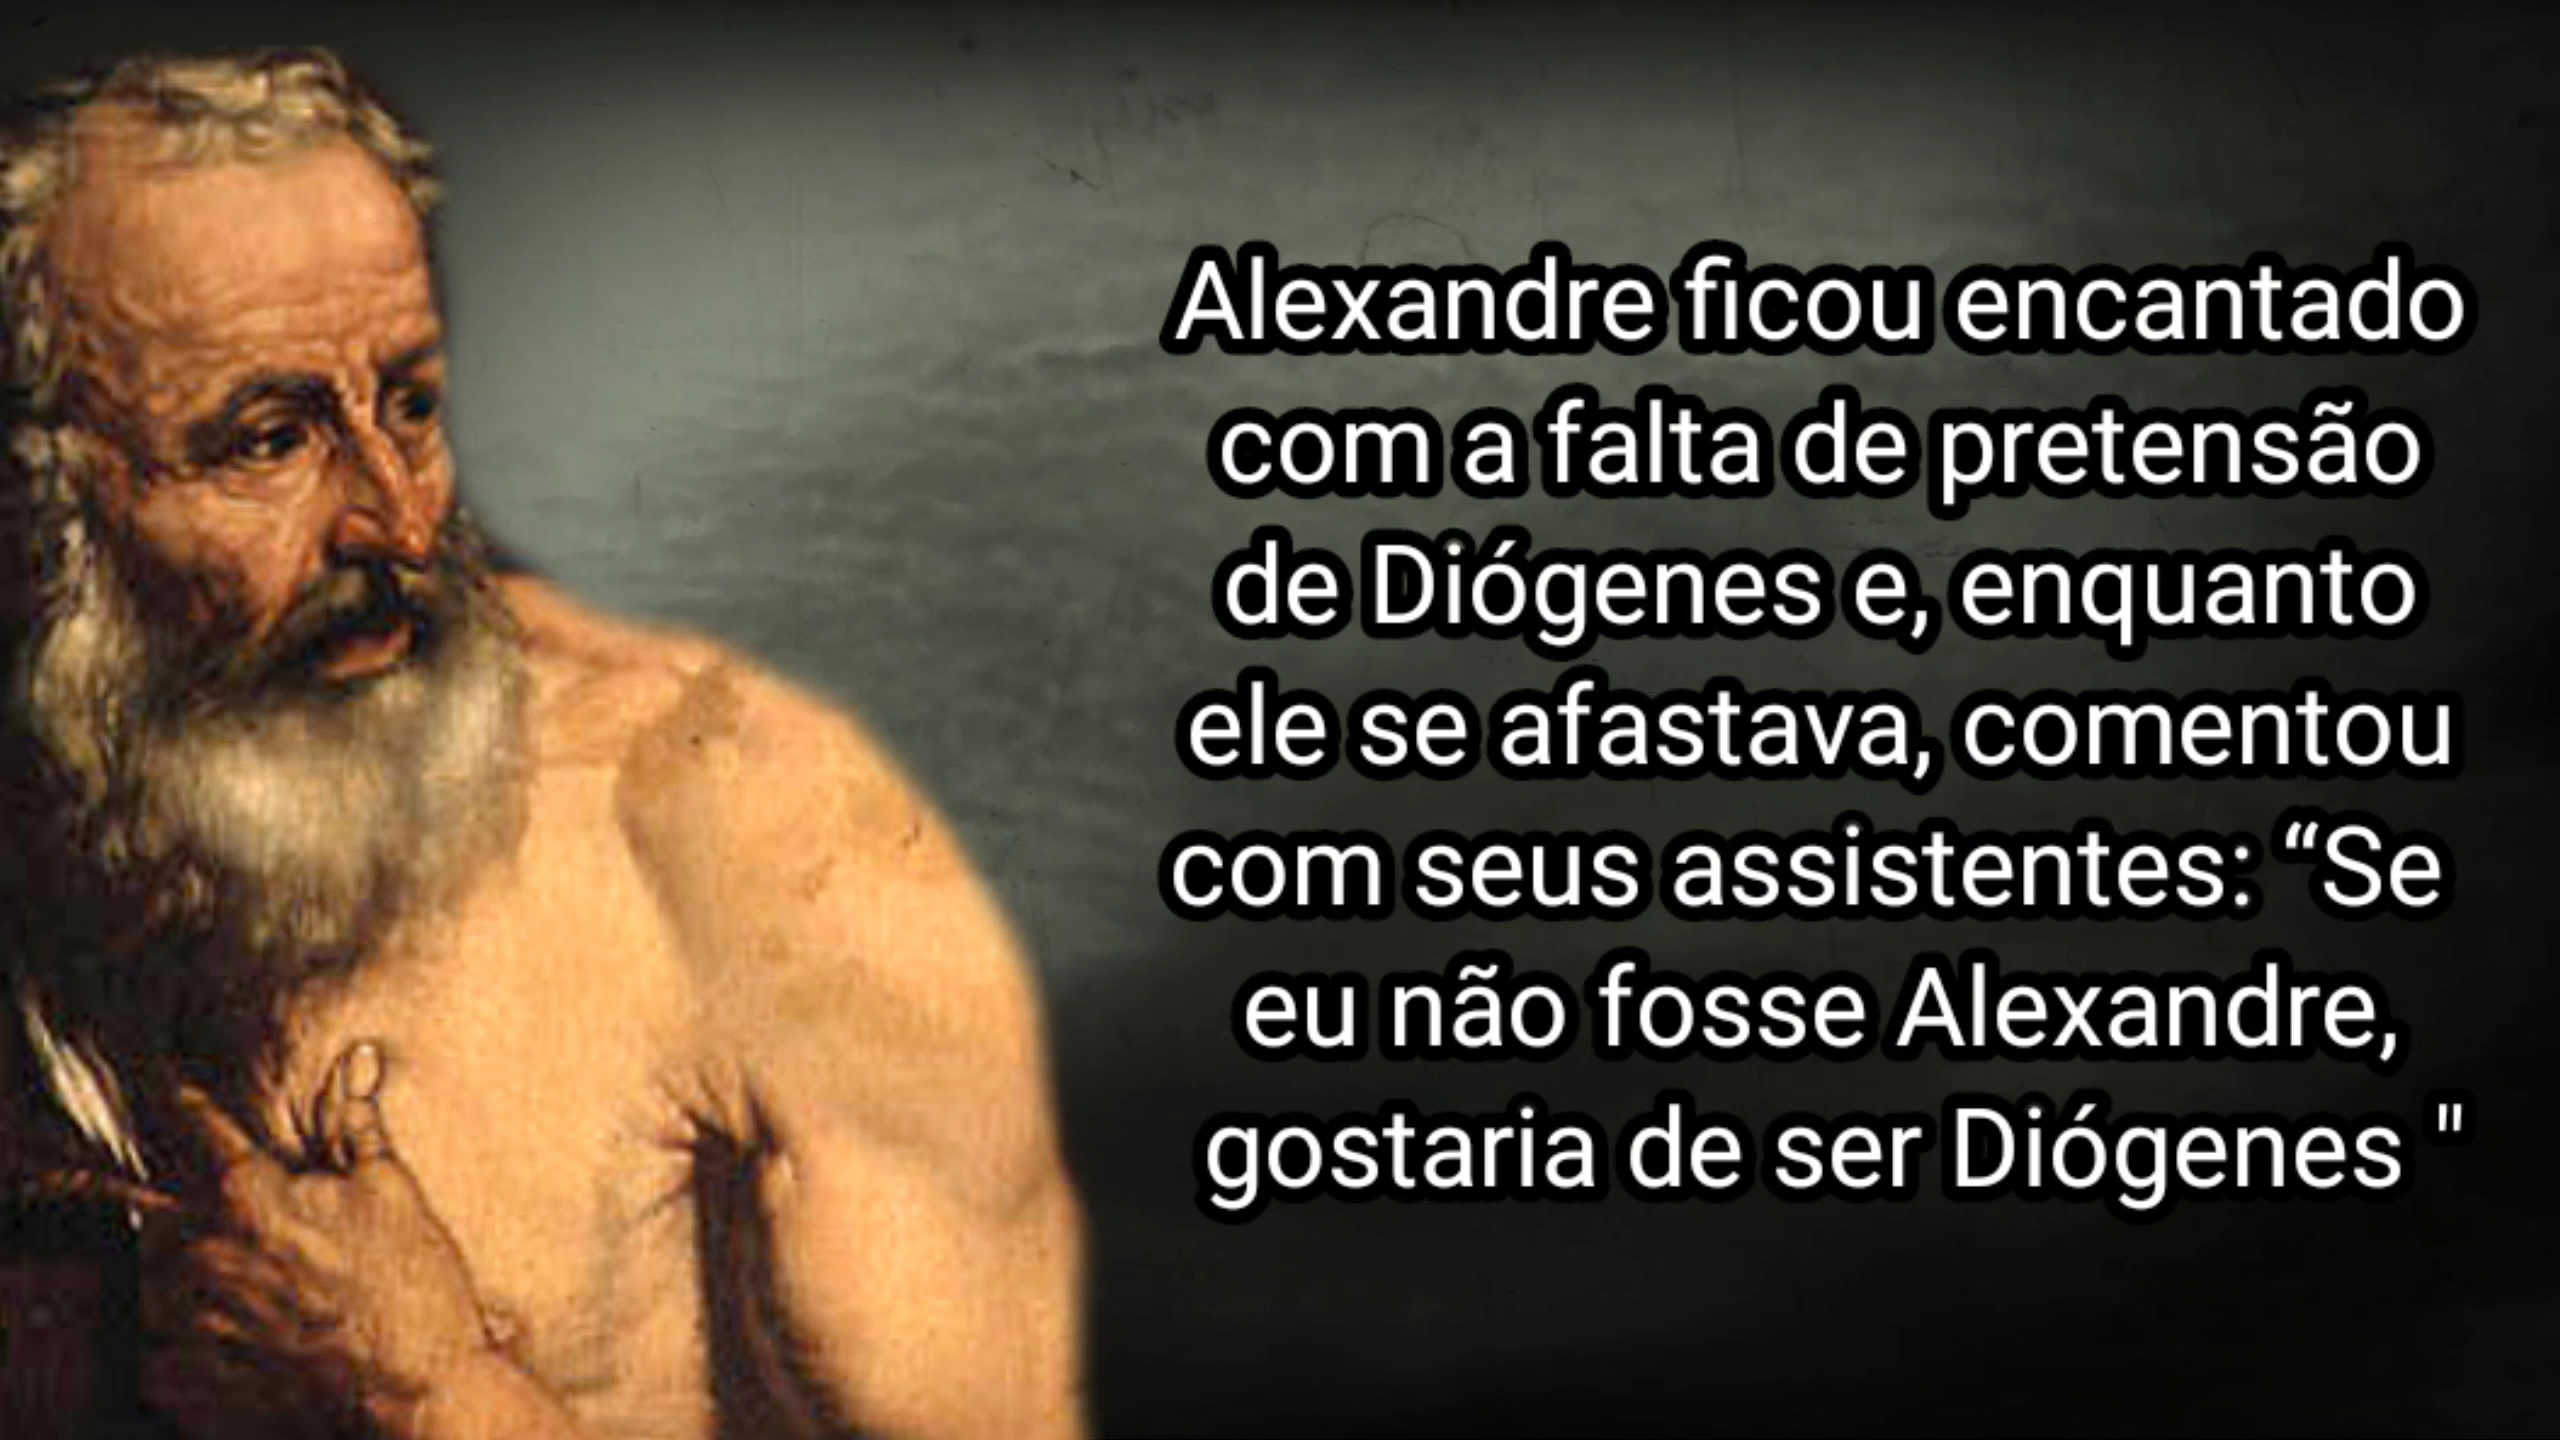 Alexandre ficou encantado
com a falta de pretensão
de Diógenes e, enquanto
ele se afastava, comentou
com seus assistentes: “Se
eu não fosse Alexandre,
gostaria de ser Diógenes "